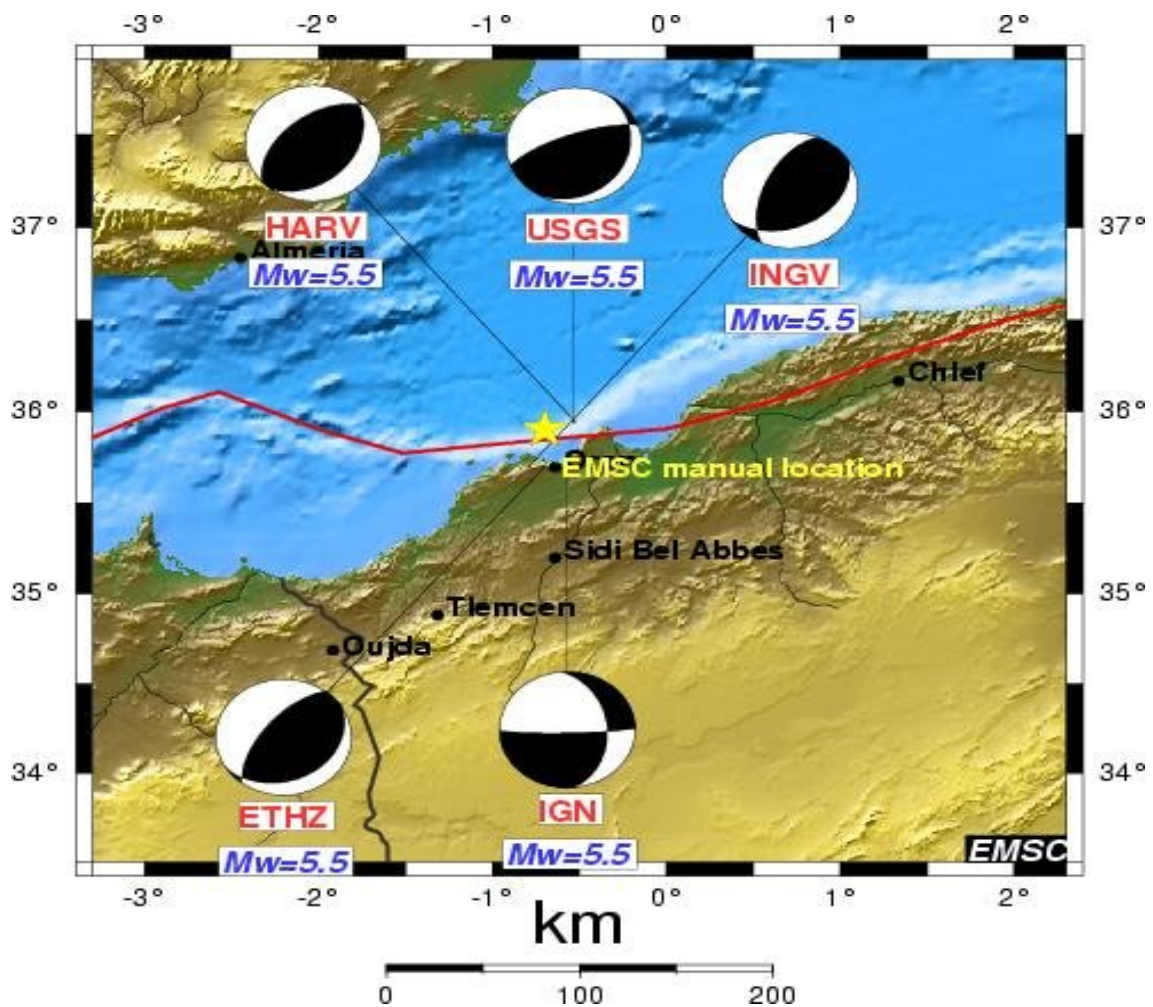 -3° -2° -1° 0° 1° 2°
HARV
Mw=5.5
USGS
Mw=5.5
INGV
Mw=5.5
37° 37°
Almeria
Chlef
36° 36°
EMSC manual location
Sidi Bel Abbes
35° 35°
Tlemcen
Oujda
34° 34°
ETHZ
Mw=5.5
IGN
Mw=5.5
EMSC
-3° -2° -1° 0° 1° 2°
km
0 100 200